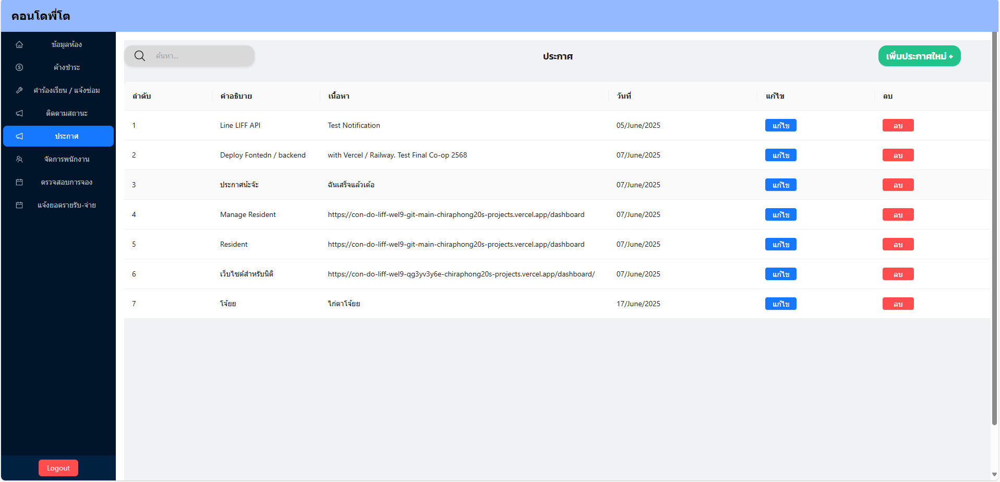 คอนโดพี่โต
ข้อมูลห้อง
ค้างชำระ
คำร้องเรียน / แจ้งซ่อม
ติดตามสถานะ
ประกาศ
จัดการพนักงาน
ตรวจสอบการจอง
แจ้งยอดรายรับ-จ่าย
Logout
ค้นหา...
ประกาศ
เพิ่มประกาศใหม่ +
ลำดับ คำอธิบาย เนื้อหา วันที่ แก้ไข ลบ
1 Line LIFF API Test Notification 05/June/2025 แก้ไข ลบ
2 Deploy Fontedn / backend with Vercel / Railway. Test Final Co-op 2568 07/June/2025 แก้ไข ลบ
3 ประกาศน้ะจ๊ะ ฉันเสร็จแล้วเด้อ 07/June/2025 แก้ไข ลบ
4 Manage Resident https://con-do-liff-wel9-git-main-chiraphong20s-projects.vercel.app/dashboard 07/June/2025 แก้ไข ลบ
5 Resident https://con-do-liff-wel9-git-main-chiraphong20s-projects.vercel.app/dashboard 07/June/2025 แก้ไข ลบ
6 เว็บไซต์สำหรับนิติ https://con-do-liff-wel9-qg3yv3y6e-chiraphong20s-projects.vercel.app/dashboard/ 07/June/2025 แก้ไข ลบ
7 โจ้ยย ไก่ตาโจ้ยย 17/June/2025 แก้ไข ลบ